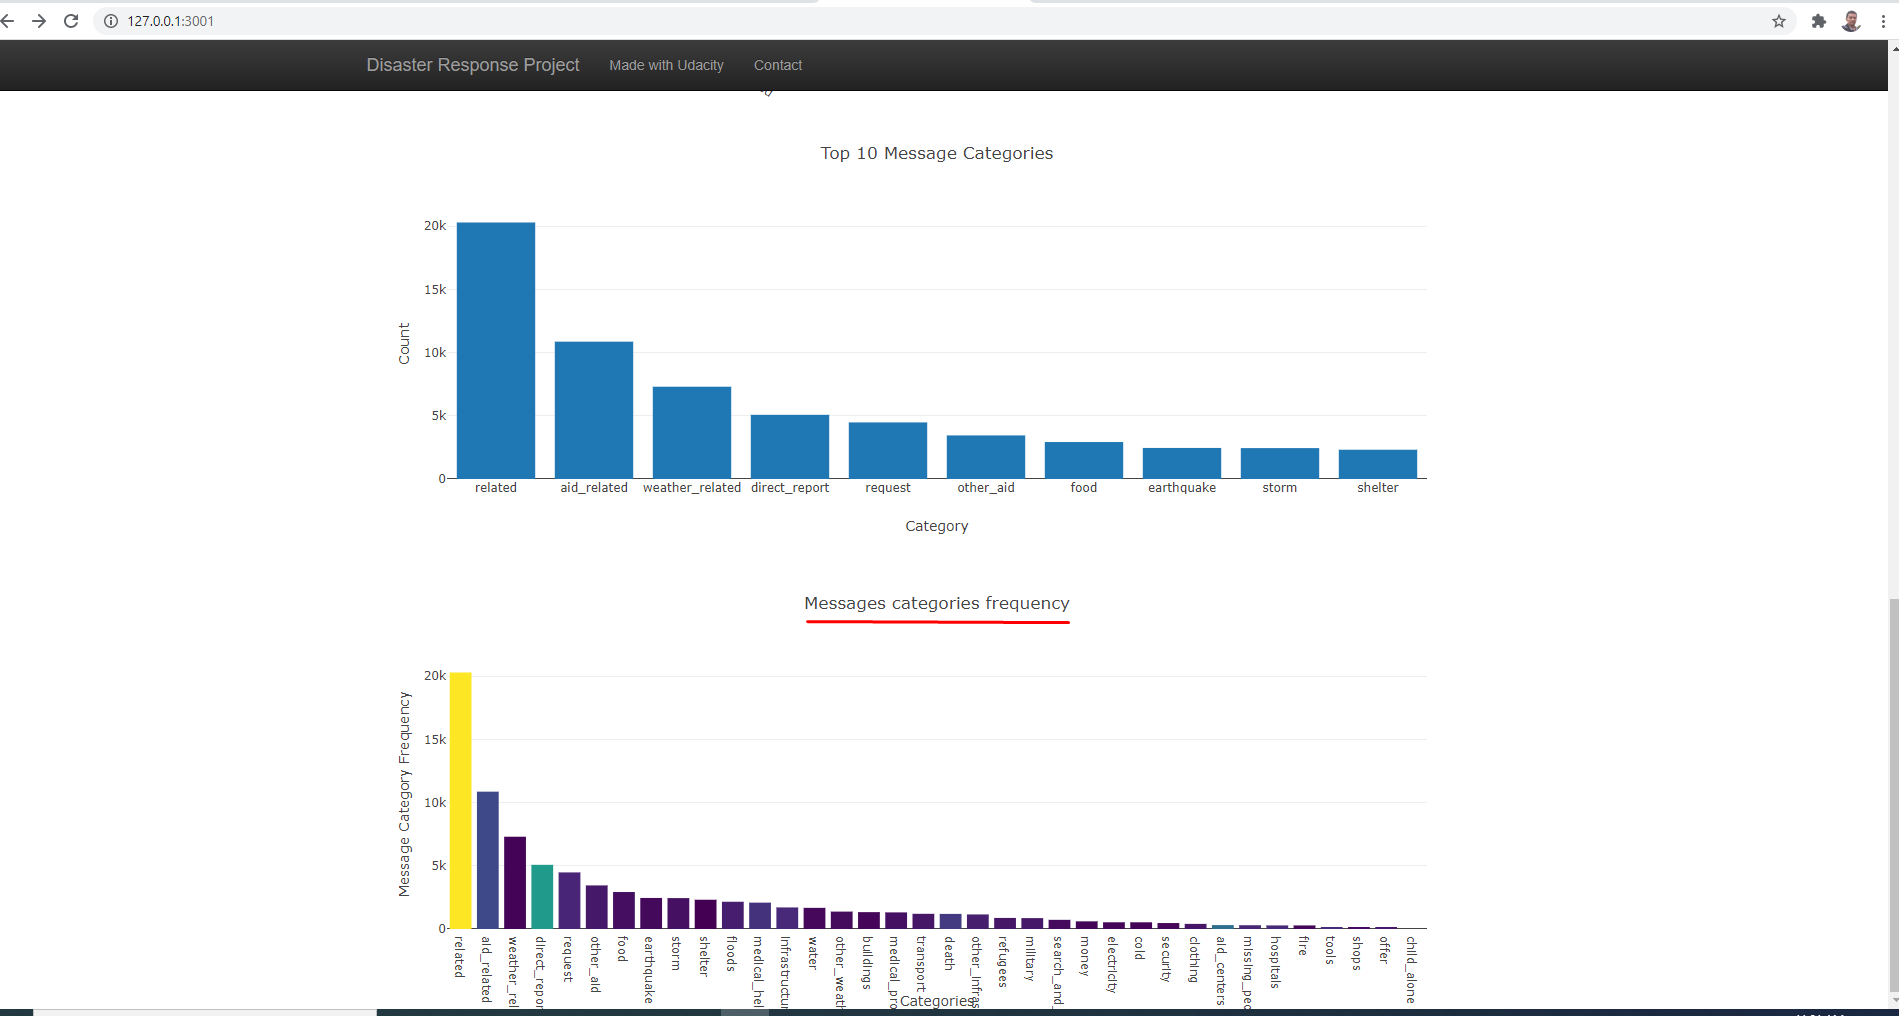 127.0.0.1:3001
Disaster Response Project Made with Udacity Contact
Top 10 Message Categories
20k
15k
10k
5k
0
Count
related aid_related weather_related direct_report request other_aid food earthquake storm shelter
Category
Messages categories frequency
20k
15k
10k
5k
0
Message Category Frequency
related aid_related weather_rel direct_repor request other_aid food earthquake storm shelter floods medical_hel infrastructur water other_weath buildings medical_pro transport death other_infras refugees military search_and_ money electricity cold security clothing aid_centers missing_peo hospitals fire tools shops offer child_alone
Categories